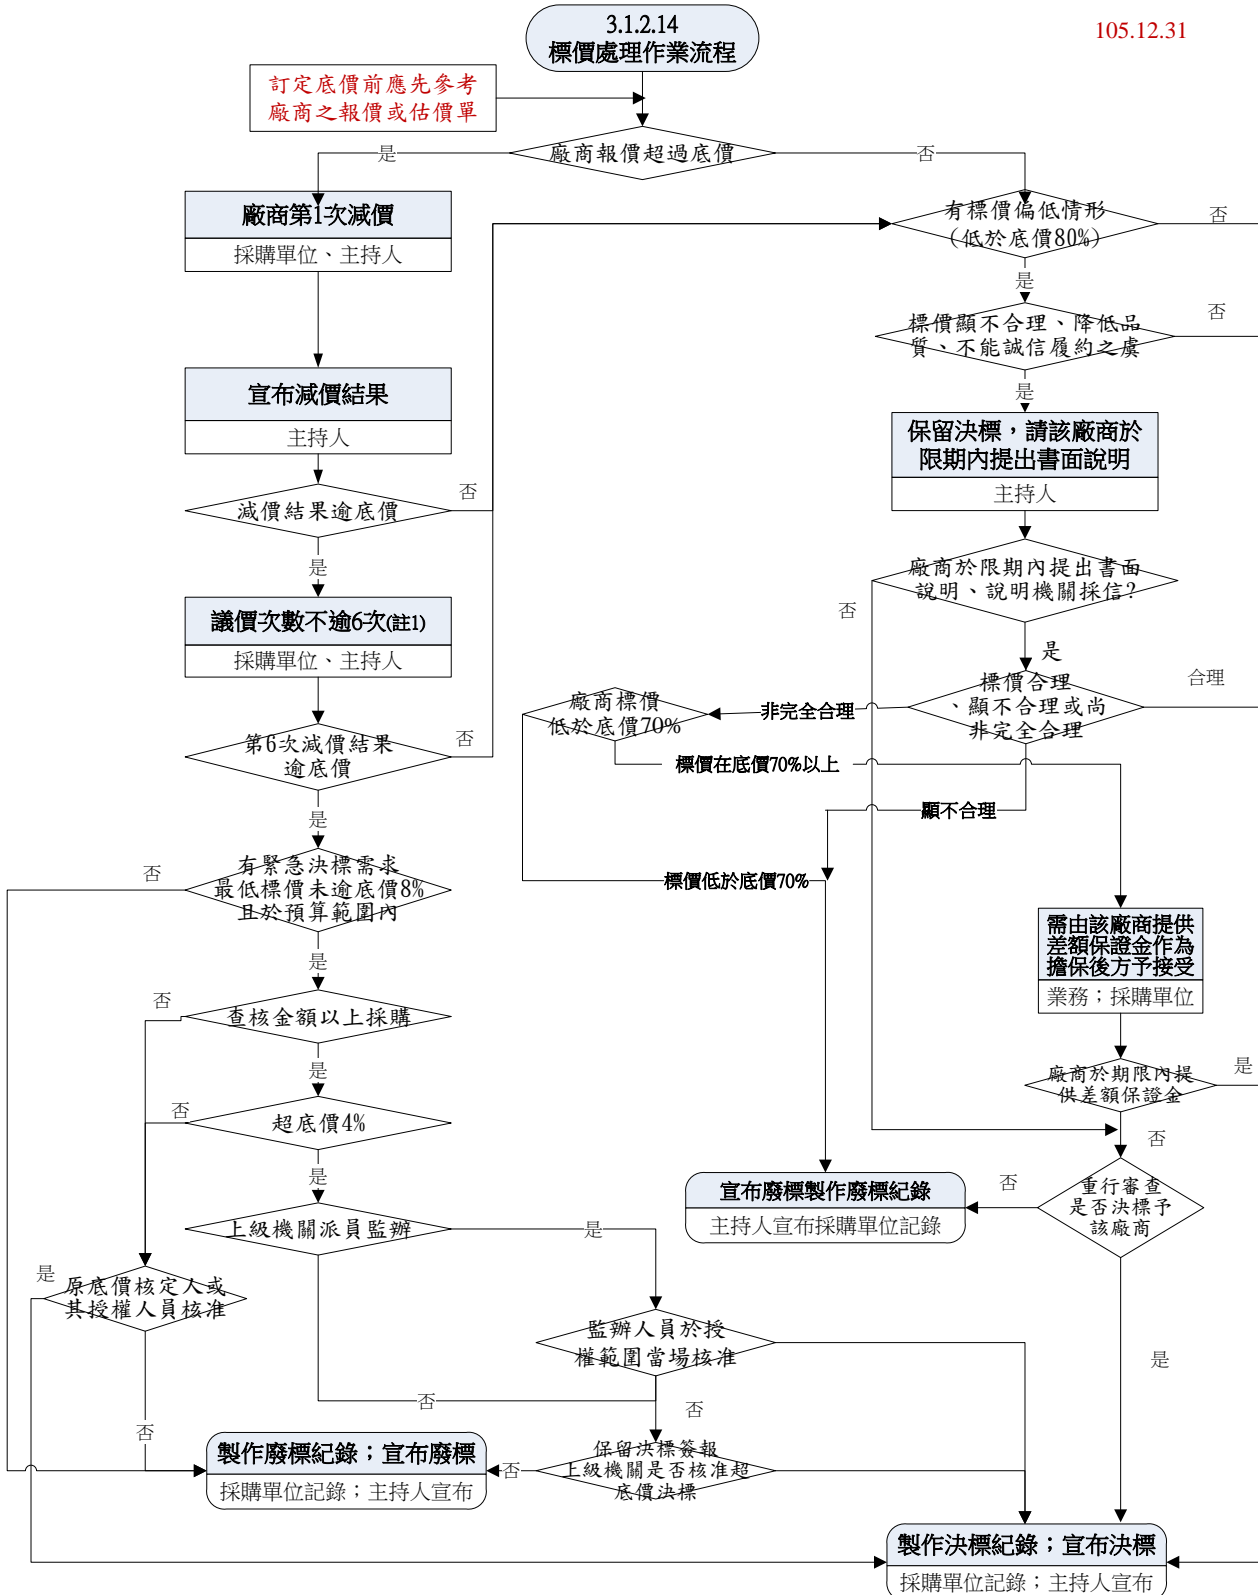 3.1.2.14
標價處理作業流程
105.12.31
訂定底價前應先參考
廠商之報價或估價單
廠商報價超過底價
是
否
廠商第1次減價
採購單位、主持人
有標價偏低情形
(低於底價80%)
否
是
標價顯不合理、降低品
質、不能誠信履約之虞
否
是
宣布減價結果
主持人
保留決標，請該廠商於
限期內提出書面說明
主持人
減價結果逾底價
否
是
廠商於限期內提出書面
說明、說明機關採信?
否
是
議價次數不逾6次(註1)
採購單位、主持人
標價合理
、顯不合理或尚
非完全合理
合理
非完全合理
廠商標價
低於底價70%
標價在底價70%以上
顯不合理
標價低於底價70%
第6次減價結果
逾底價
否
是
有緊急決標需求
最低標價未逾底價8%
且於預算範圍內
否
是
需由該廠商提供
差額保證金作為
擔保後方予接受
業務；採購單位
查核金額以上採購
否
是
廠商於期限內提
供差額保證金
是
否
超底價4%
否
是
宣布廢標製作廢標紀錄
主持人宣布採購單位記錄
否
重行審查
是否決標予
該廠商
是
上級機關派員監辦
是
否
原底價核定人或
其授權人員核准
是
否
監辦人員於授
權範圍當場核准
否
保留決標簽報
上級機關是否核准超
底價決標
否
製作廢標紀錄；宣布廢標
採購單位記錄；主持人宣布
製作決標紀錄；宣布決標
採購單位記錄；主持人宣布